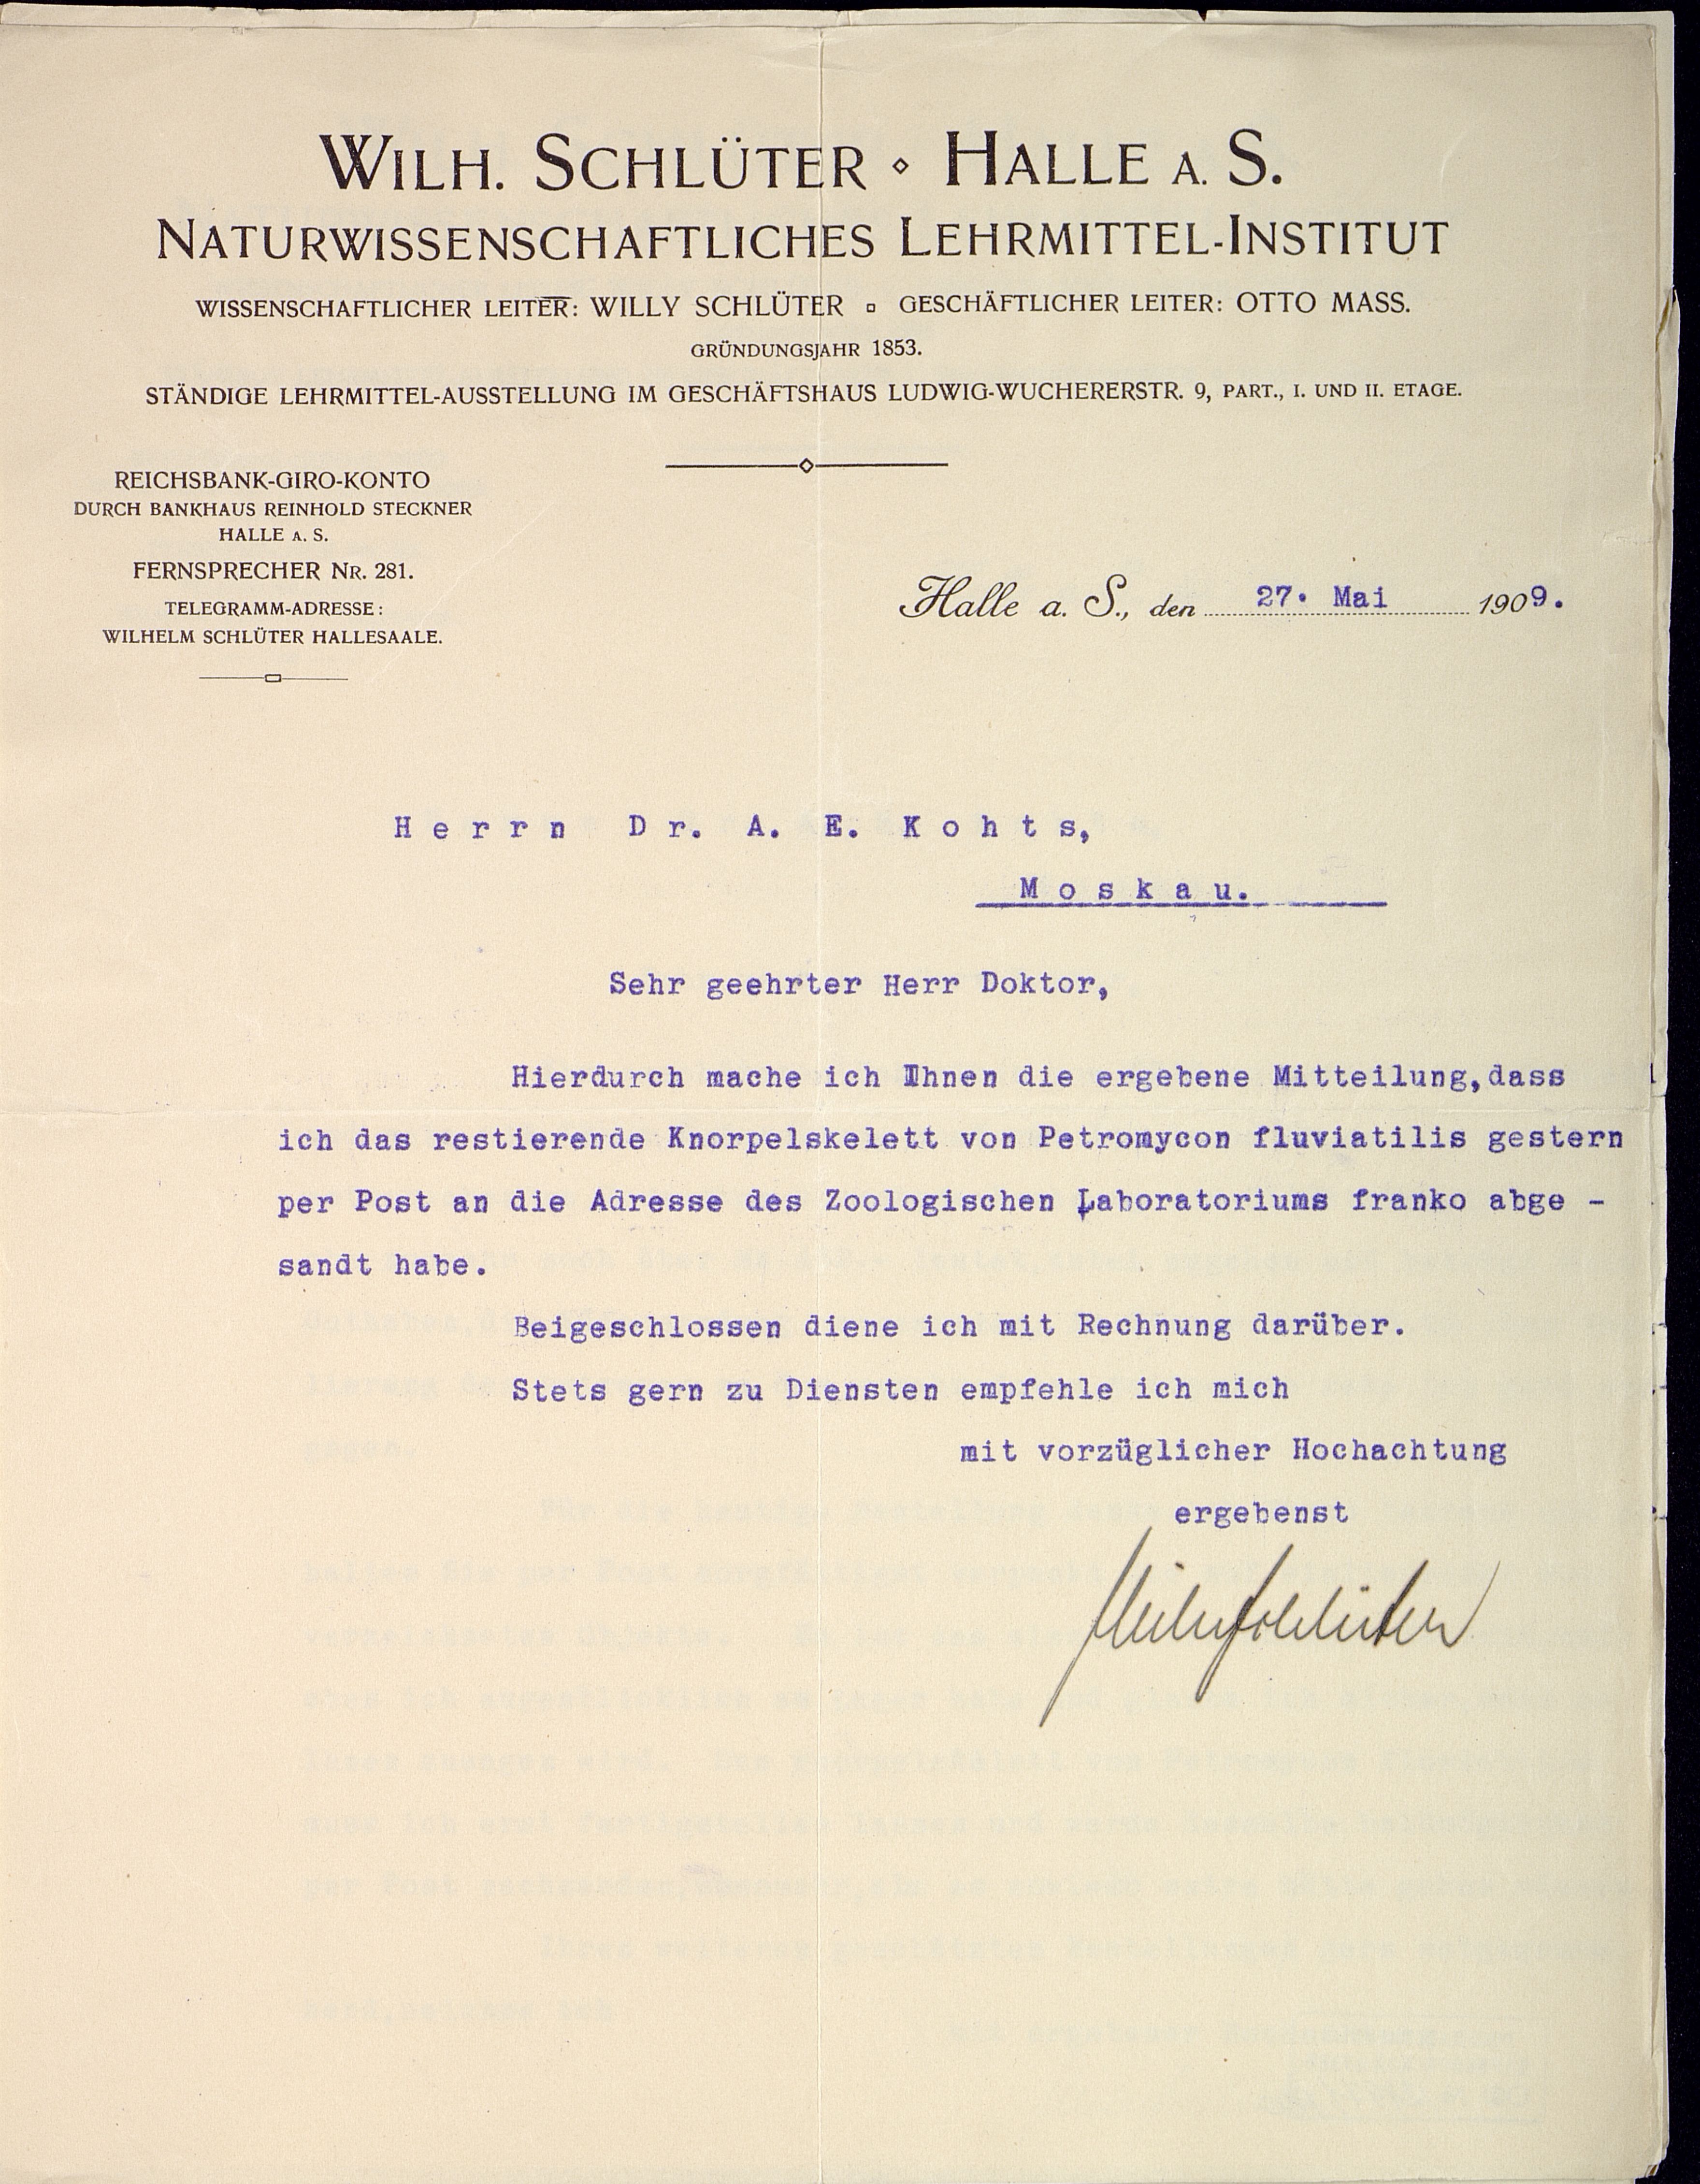 WILH. SCHLÜTER ⋄ HALLE A. S.
NATURWISSENSCHAFTLICHES LEHRMITTEL-INSTITUT
WISSENSCHAFTLICHER LEITER: WILLY SCHLÜTER ▫ GESCHÄFTLICHER LEITER: OTTO MASS.
GRÜNDUNGSJAHR 1853.
STÄNDIGE LEHRMITTEL-AUSSTELLUNG IM GESCHÄFTSHAUS LUDWIG-WUCHERERSTR. 9, PART., I. UND II. ETAGE.
REICHSBANK-GIRO-KONTO
DURCH BANKHAUS REINHOLD STECKNER
HALLE A. S.
FERNSPRECHER NR. 281.
TELEGRAMM-ADRESSE:
WILHELM SCHLÜTER HALLESAALE.
Halle a. S., den 27. Mai 1909.
Herrn Dr. A. E. Kohts,
Moskau.
Sehr geehrter Herr Doktor,
Hierdurch mache ich Ihnen die ergebene Mitteilung,dass
ich das restierende Knorpelskelett von Petromycon fluviatilis gestern
per Post an die Adresse des Zoologischen Laboratoriums franko abge -
sandt habe.
Beigeschlossen diene ich mit Rechnung darüber.
Stets gern zu Diensten empfehle ich mich
mit vorzüglicher Hochachtung
ergebenst
Wilh. Schlüter